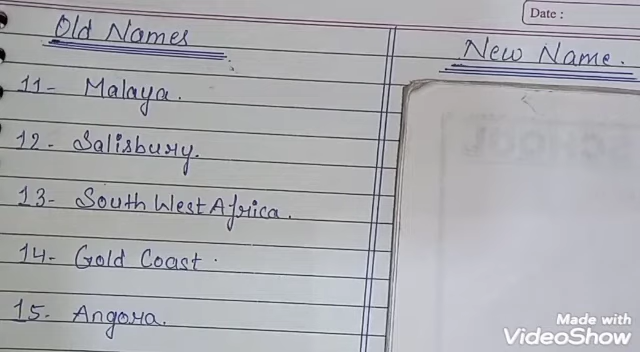 Date :
Old Names
New Name.
11- Malaya.
12- Salisbury.
13- South West Africa.
14- Gold Coast.
15- Angora.
SCHOOL
Made with
VideoShow